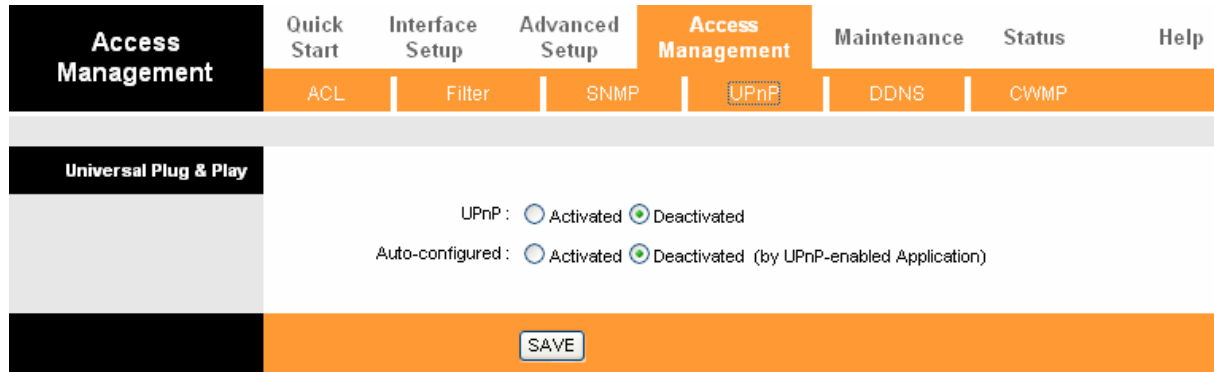 Access Management
Quick Start
Interface Setup
Advanced Setup
Access Management
Maintenance
Status
Help
ACL
Filter
SNMP
UPnP
DDNS
CWMP
Universal Plug & Play
UPnP : Activated Deactivated
Auto-configured : Activated Deactivated (by UPnP-enabled Application)
SAVE